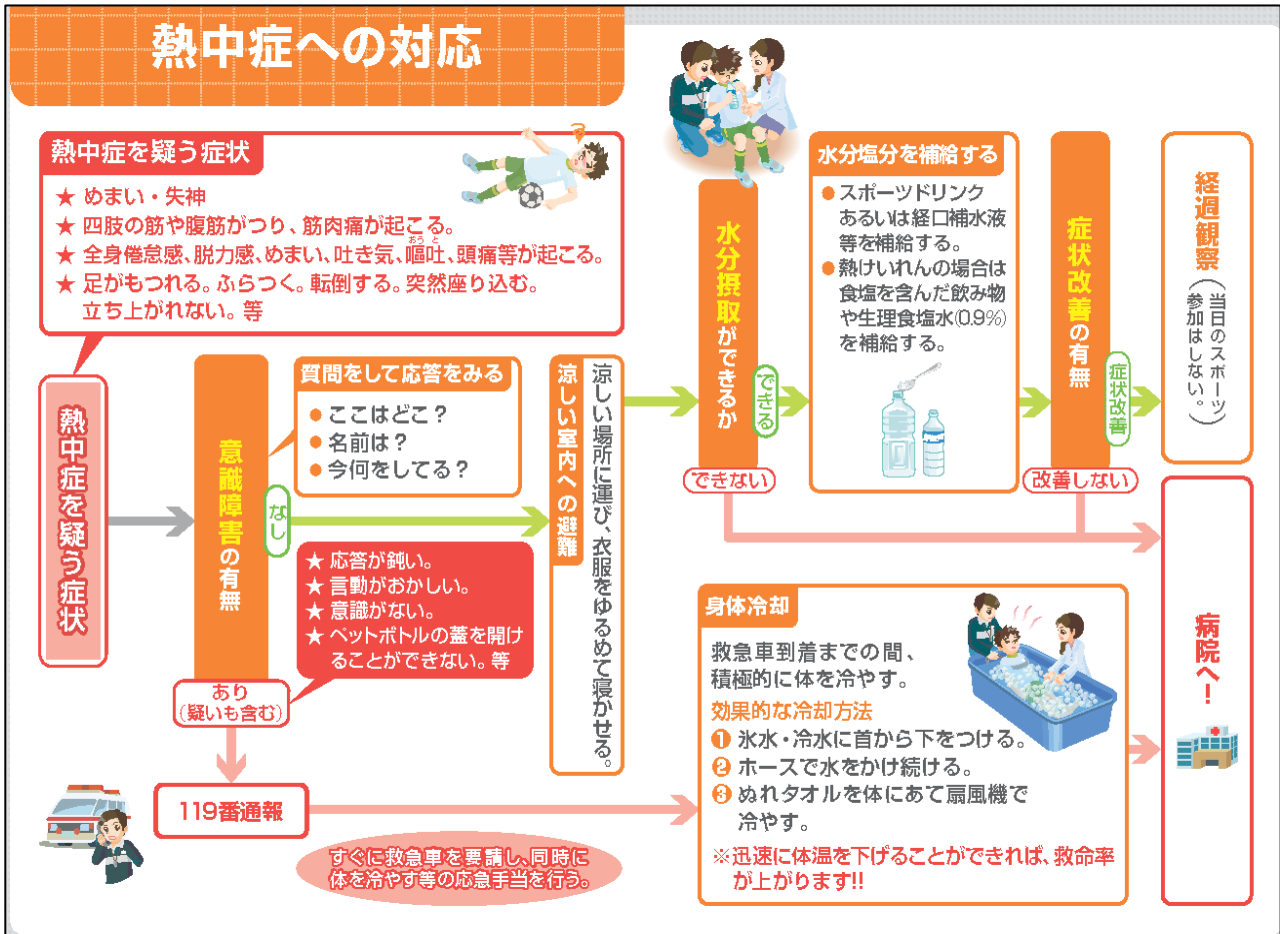 熱中症への対応
熱中症を疑う症状
★ めまい・失神
★ 四肢の筋や腹筋がつり、筋肉痛が起こる。
★ 全身倦怠感、脱力感、めまい、吐き気、嘔吐、頭痛等が起こる。
おう と
★ 足がもつれる。ふらつく。転倒する。突然座り込む。
立ち上がれない。等
熱中症を疑う症状
意識障害の有無
質問をして応答をみる
● ここはどこ？
● 名前は？
● 今何をしてる？
なし
★ 応答が鈍い。
★ 言動がおかしい。
★ 意識がない。
★ ペットボトルの蓋を開け
ることができない。等
あり
(疑いも含む)
119番通報
すぐに救急車を要請し、同時に
体を冷やす等の応急手当を行う。
涼しい室内への避難
涼しい場所に運び、衣服をゆるめて寝かせる。
水分摂取ができるか
できる
できない
水分塩分を補給する
● スポーツドリンク
あるいは経口補水液
等を補給する。
● 熱けいれんの場合は
食塩を含んだ飲み物
や生理食塩水(0.9%)
を補給する。
症状改善の有無
症状改善
改善しない
経過観察
(当日のスポーツ
参加はしない。)
身体冷却
救急車到着までの間、
積極的に体を冷やす。
効果的な冷却方法
❶ 氷水・冷水に首から下をつける。
❷ ホースで水をかけ続ける。
❸ ぬれタオルを体にあて扇風機で
冷やす。
※迅速に体温を下げることができれば、救命率
が上がります!!
病院へ！